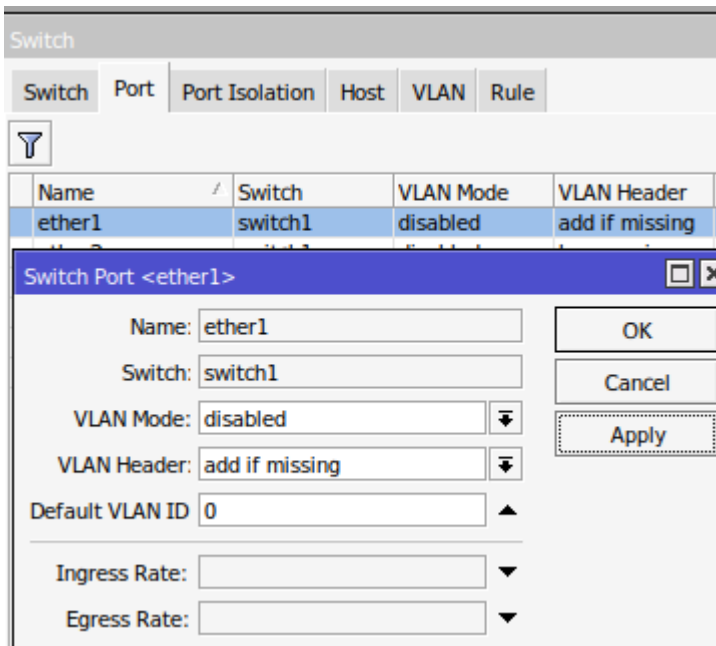 Switch
Switch Port Port Isolation Host VLAN Rule
Name Switch VLAN Mode VLAN Header
ether1 switch1 disabled add if missing
Switch Port <ether1>
Name: ether1
OK
Switch: switch1
Cancel
VLAN Mode: disabled
Apply
VLAN Header: add if missing
Default VLAN ID 0
Ingress Rate:
Egress Rate: